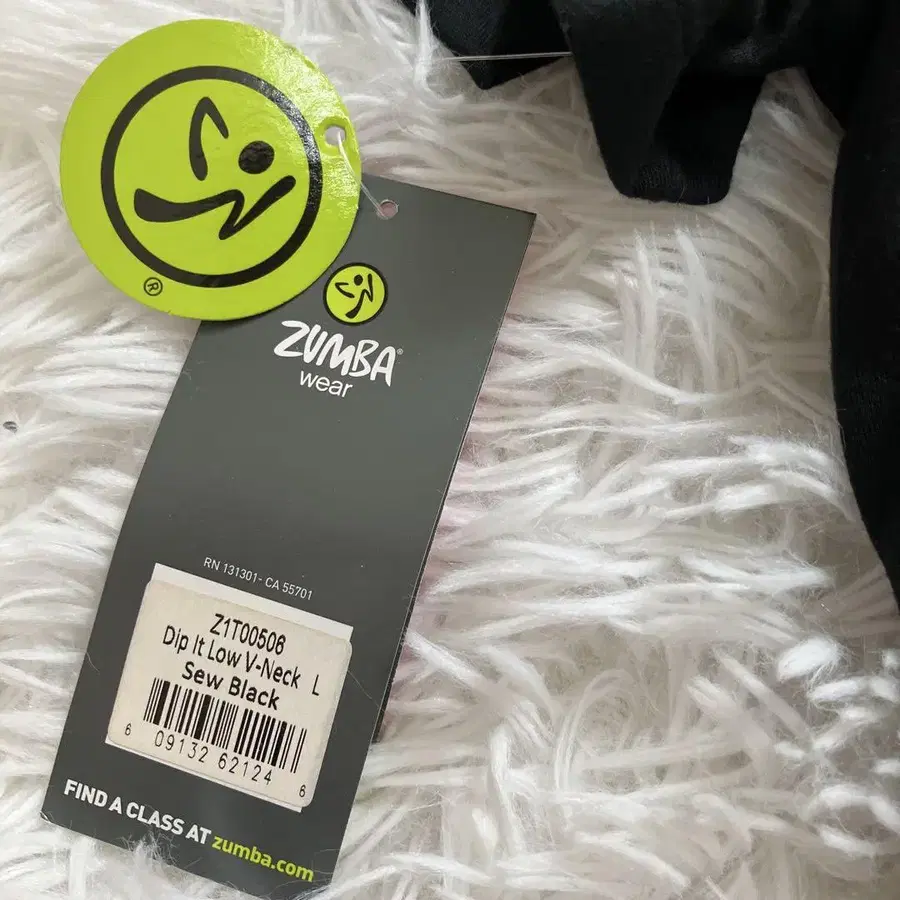 ®
ZUMBA®
wear
RN 131301- CA 55701
Z1T00506
Dip It Low V-Neck L
Sew Black
6 09132 62124 6
FIND A CLASS AT zumba.com